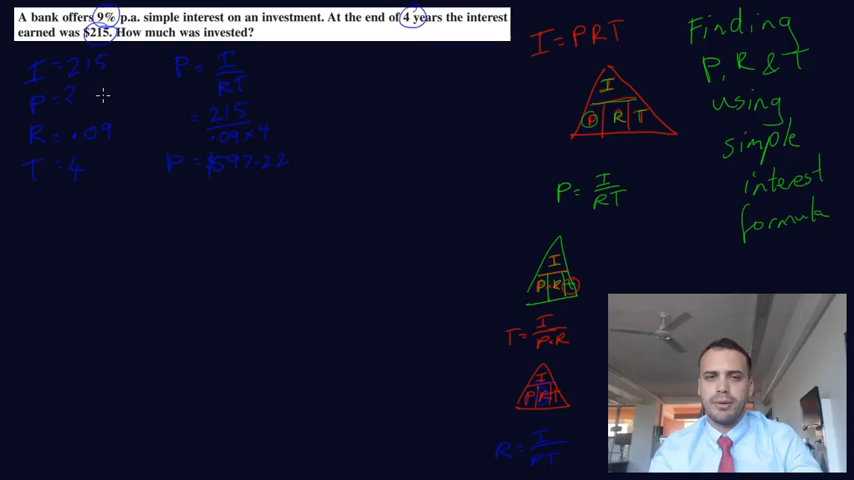 A bank offers 9% p.a. simple interest on an investment. At the end of 4 years the interest
earned was $215. How much was invested?
I = 215
P = ?
R = .09
T = 4
P = I
RT
= 215
.09 × 4
P = $597.22
I = PRT
I
P R T
P = I
RT
I
P R t
T = I
P×R
I
P R T
R = I
PT
Finding
P, R & T
using
simple
interest
formula